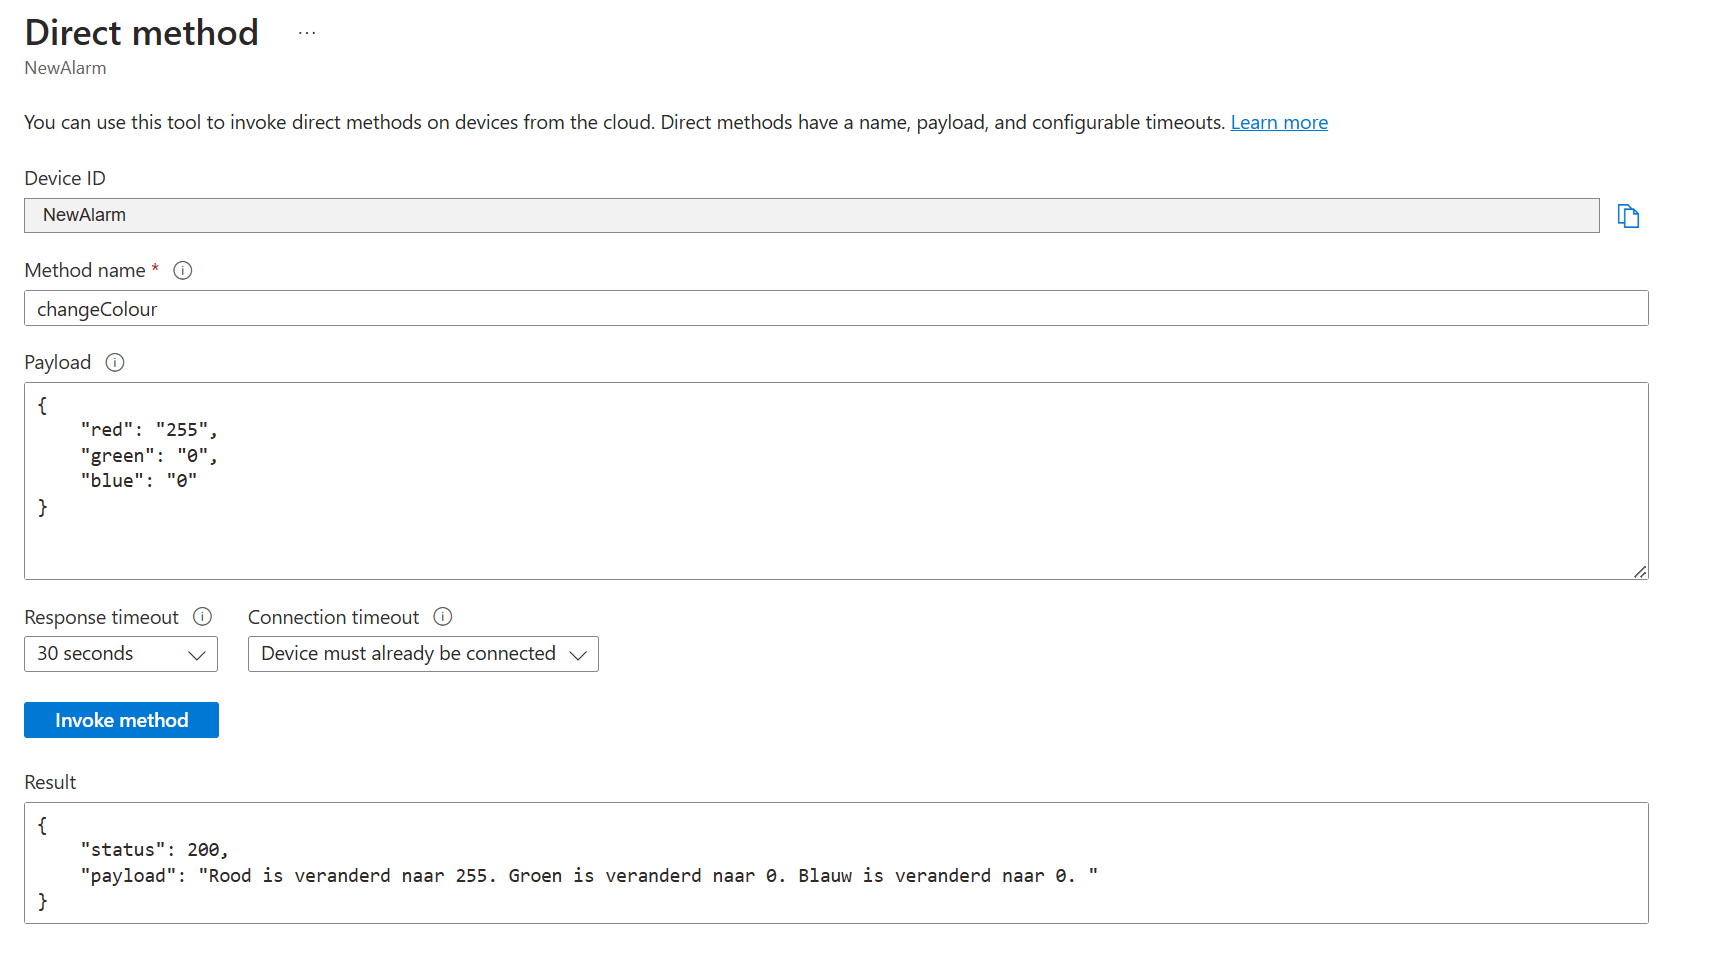 Direct method ...
NewAlarm
You can use this tool to invoke direct methods on devices from the cloud. Direct methods have a name, payload, and configurable timeouts. Learn more
Device ID
NewAlarm
Method name *
changeColour
Payload
{
    "red": "255",
    "green": "0",
    "blue": "0"
}
Response timeout Connection timeout
30 seconds Device must already be connected
Invoke method
Result
{
    "status": 200,
    "payload": "Rood is veranderd naar 255. Groen is veranderd naar 0. Blauw is veranderd naar 0. "
}